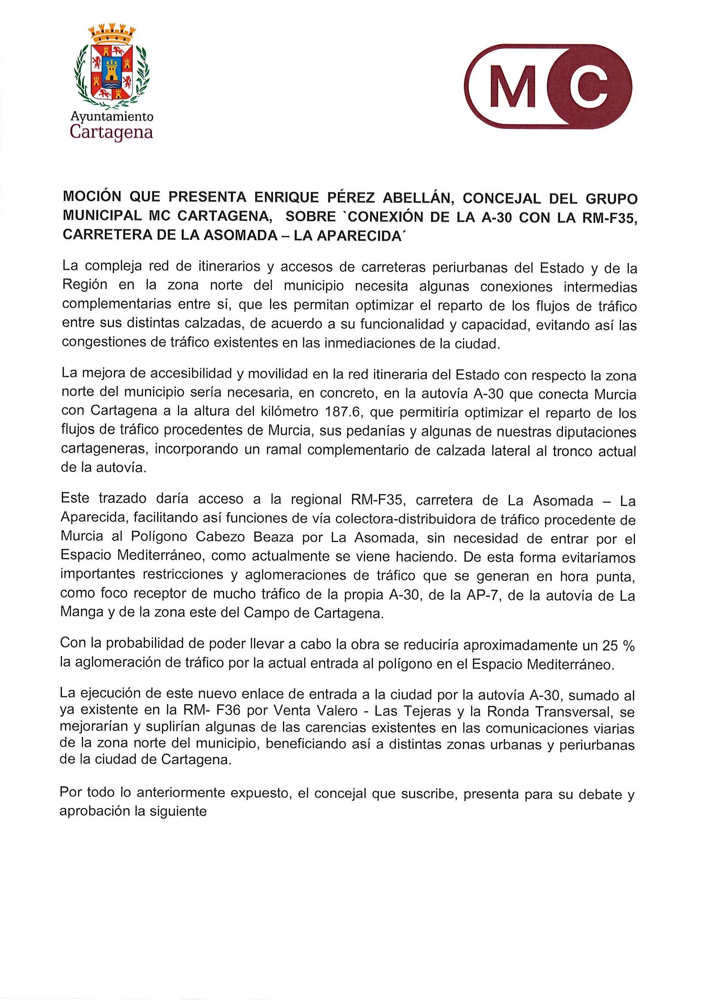 Ayuntamiento
Cartagena
MC
MOCIÓN QUE PRESENTA ENRIQUE PÉREZ ABELLÁN, CONCEJAL DEL GRUPO
MUNICIPAL MC CARTAGENA, SOBRE `CONEXIÓN DE LA A-30 CON LA RM-F35,
CARRETERA DE LA ASOMADA – LA APARECIDA´
La compleja red de itinerarios y accesos de carreteras periurbanas del Estado y de la
Región en la zona norte del municipio necesita algunas conexiones intermedias
complementarias entre sí, que les permitan optimizar el reparto de los flujos de tráfico
entre sus distintas calzadas, de acuerdo a su funcionalidad y capacidad, evitando así las
congestiones de tráfico existentes en las inmediaciones de la ciudad.
La mejora de accesibilidad y movilidad en la red itineraria del Estado con respecto la zona
norte del municipio sería necesaria, en concreto, en la autovía A-30 que conecta Murcia
con Cartagena a la altura del kilómetro 187.6, que permitiría optimizar el reparto de los
flujos de tráfico procedentes de Murcia, sus pedanías y algunas de nuestras diputaciones
cartageneras, incorporando un ramal complementario de calzada lateral al tronco actual
de la autovía.
Este trazado daría acceso a la regional RM-F35, carretera de La Asomada – La
Aparecida, facilitando así funciones de vía colectora-distribuidora de tráfico procedente de
Murcia al Polígono Cabezo Beaza por La Asomada, sin necesidad de entrar por el
Espacio Mediterráneo, como actualmente se viene haciendo. De esta forma evitaríamos
importantes restricciones y aglomeraciones de tráfico que se generan en hora punta,
como foco receptor de mucho tráfico de la propia A-30, de la AP-7, de la autovía de La
Manga y de la zona este del Campo de Cartagena.
Con la probabilidad de poder llevar a cabo la obra se reduciría aproximadamente un 25 %
la aglomeración de tráfico por la actual entrada al polígono en el Espacio Mediterráneo.
La ejecución de este nuevo enlace de entrada a la ciudad por la autovía A-30, sumado al
ya existente en la RM- F36 por Venta Valero - Las Tejeras y la Ronda Transversal, se
mejorarían y suplirían algunas de las carencias existentes en las comunicaciones viarias
de la zona norte del municipio, beneficiando así a distintas zonas urbanas y periurbanas
de la ciudad de Cartagena.
Por todo lo anteriormente expuesto, el concejal que suscribe, presenta para su debate y
aprobación la siguiente